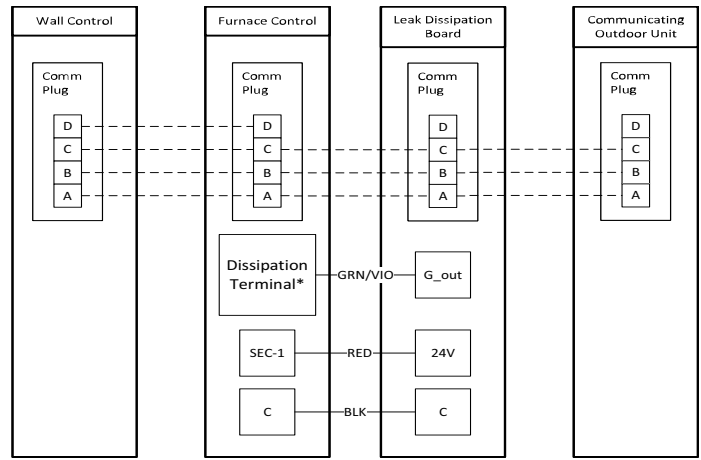 Wall Control
Furnace Control
Leak Dissipation
Board
Communicating
Outdoor Unit
Comm
Plug
D
C
B
A
Comm
Plug
D
C
B
A
Comm
Plug
D
C
B
A
Comm
Plug
D
C
B
A
Dissipation
Terminal*
GRN/VIO
G_out
SEC-1
RED
24V
C
BLK
C